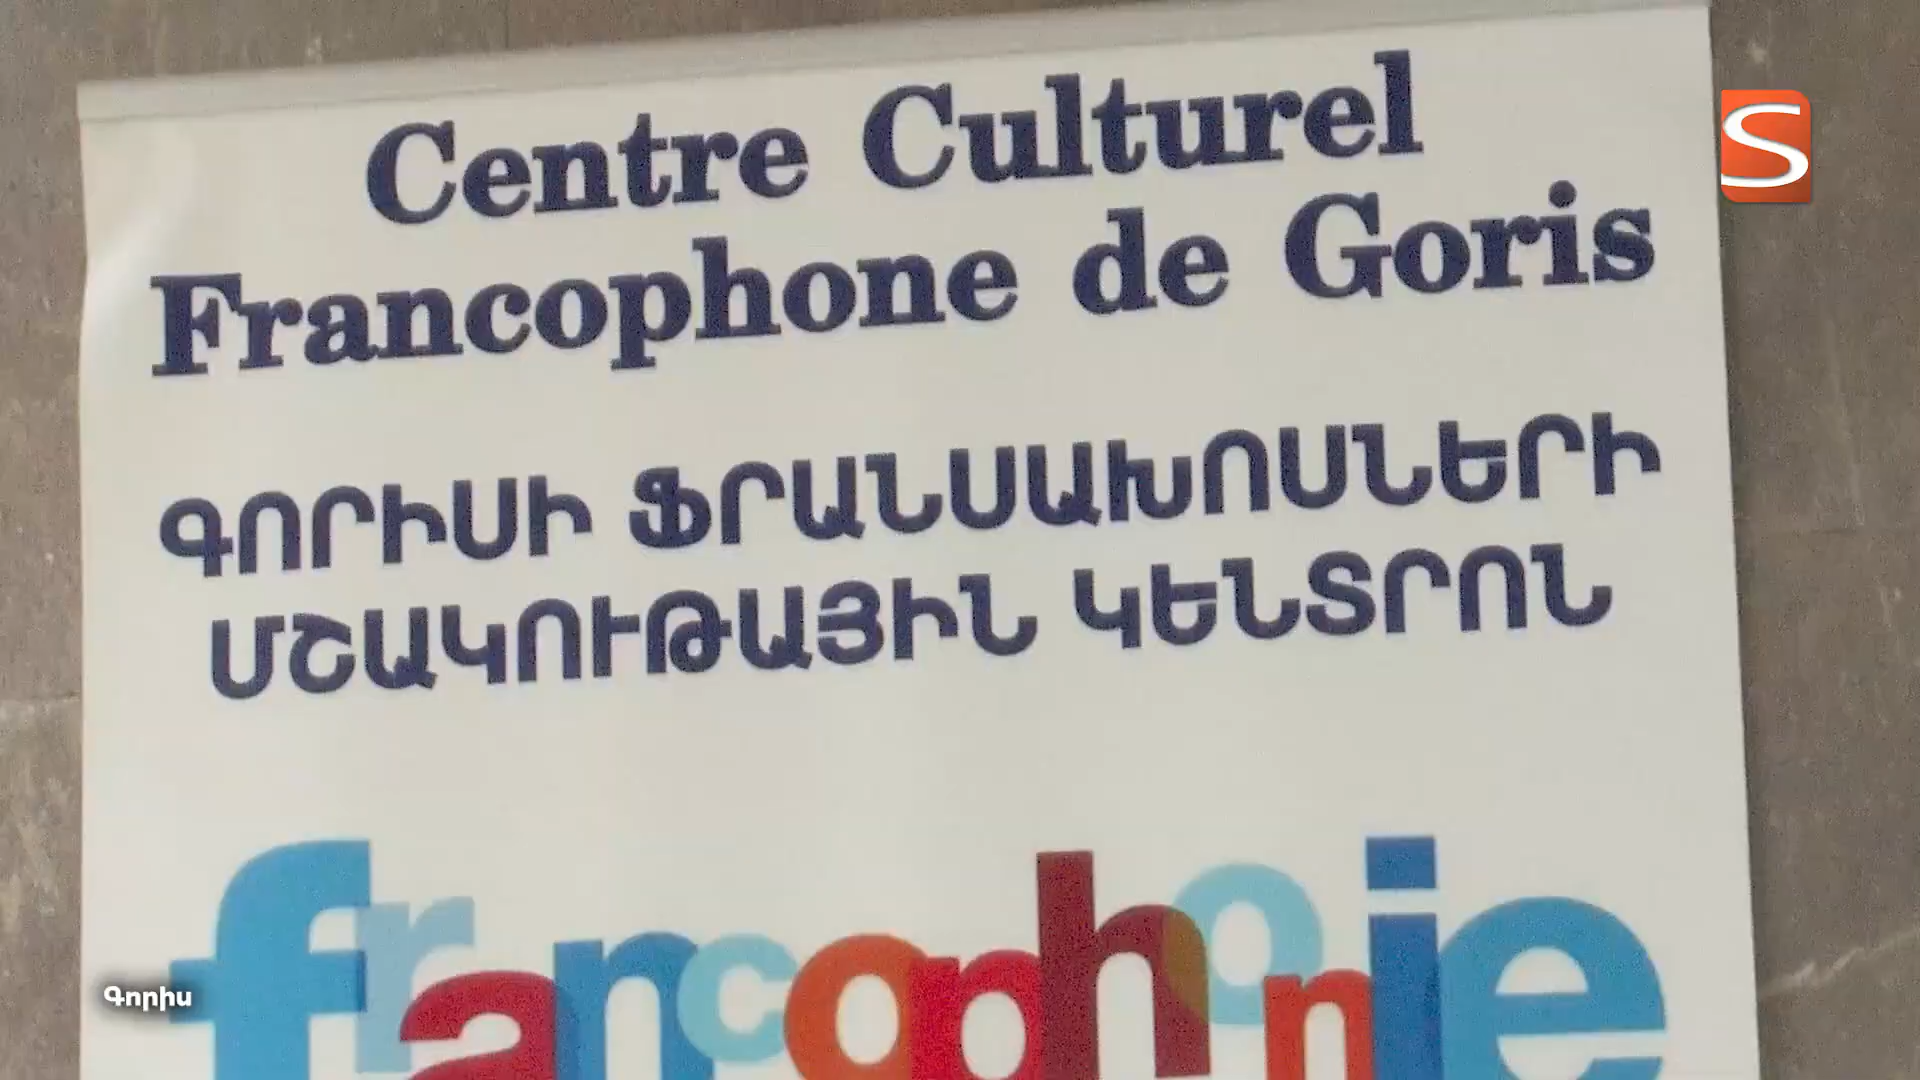 Centre Culturel
Francophone de Goris
ԳՈՐԻՍԻ ՖՐԱՆՍԱԽՈՍՆԵՐԻ
ՄՇԱԿՈՒԹԱՅԻՆ ԿԵՆՏՐՈՆ
francophonie
Գորիս
S